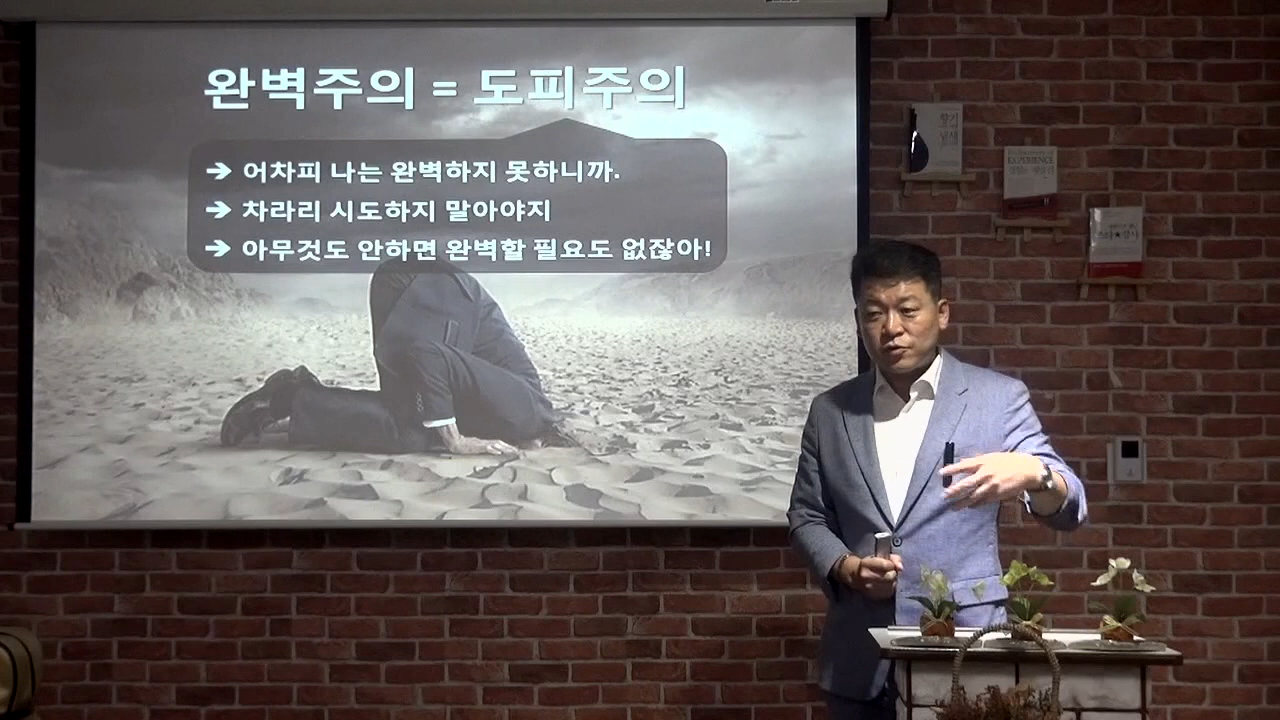 완벽주의 = 도피주의
➔ 어차피 나는 완벽하지 못하니까.
➔ 차라리 시도하지 말아야지
➔ 아무것도 안하면 완벽할 필요도 없잖아!
향기
EXPERIENCE